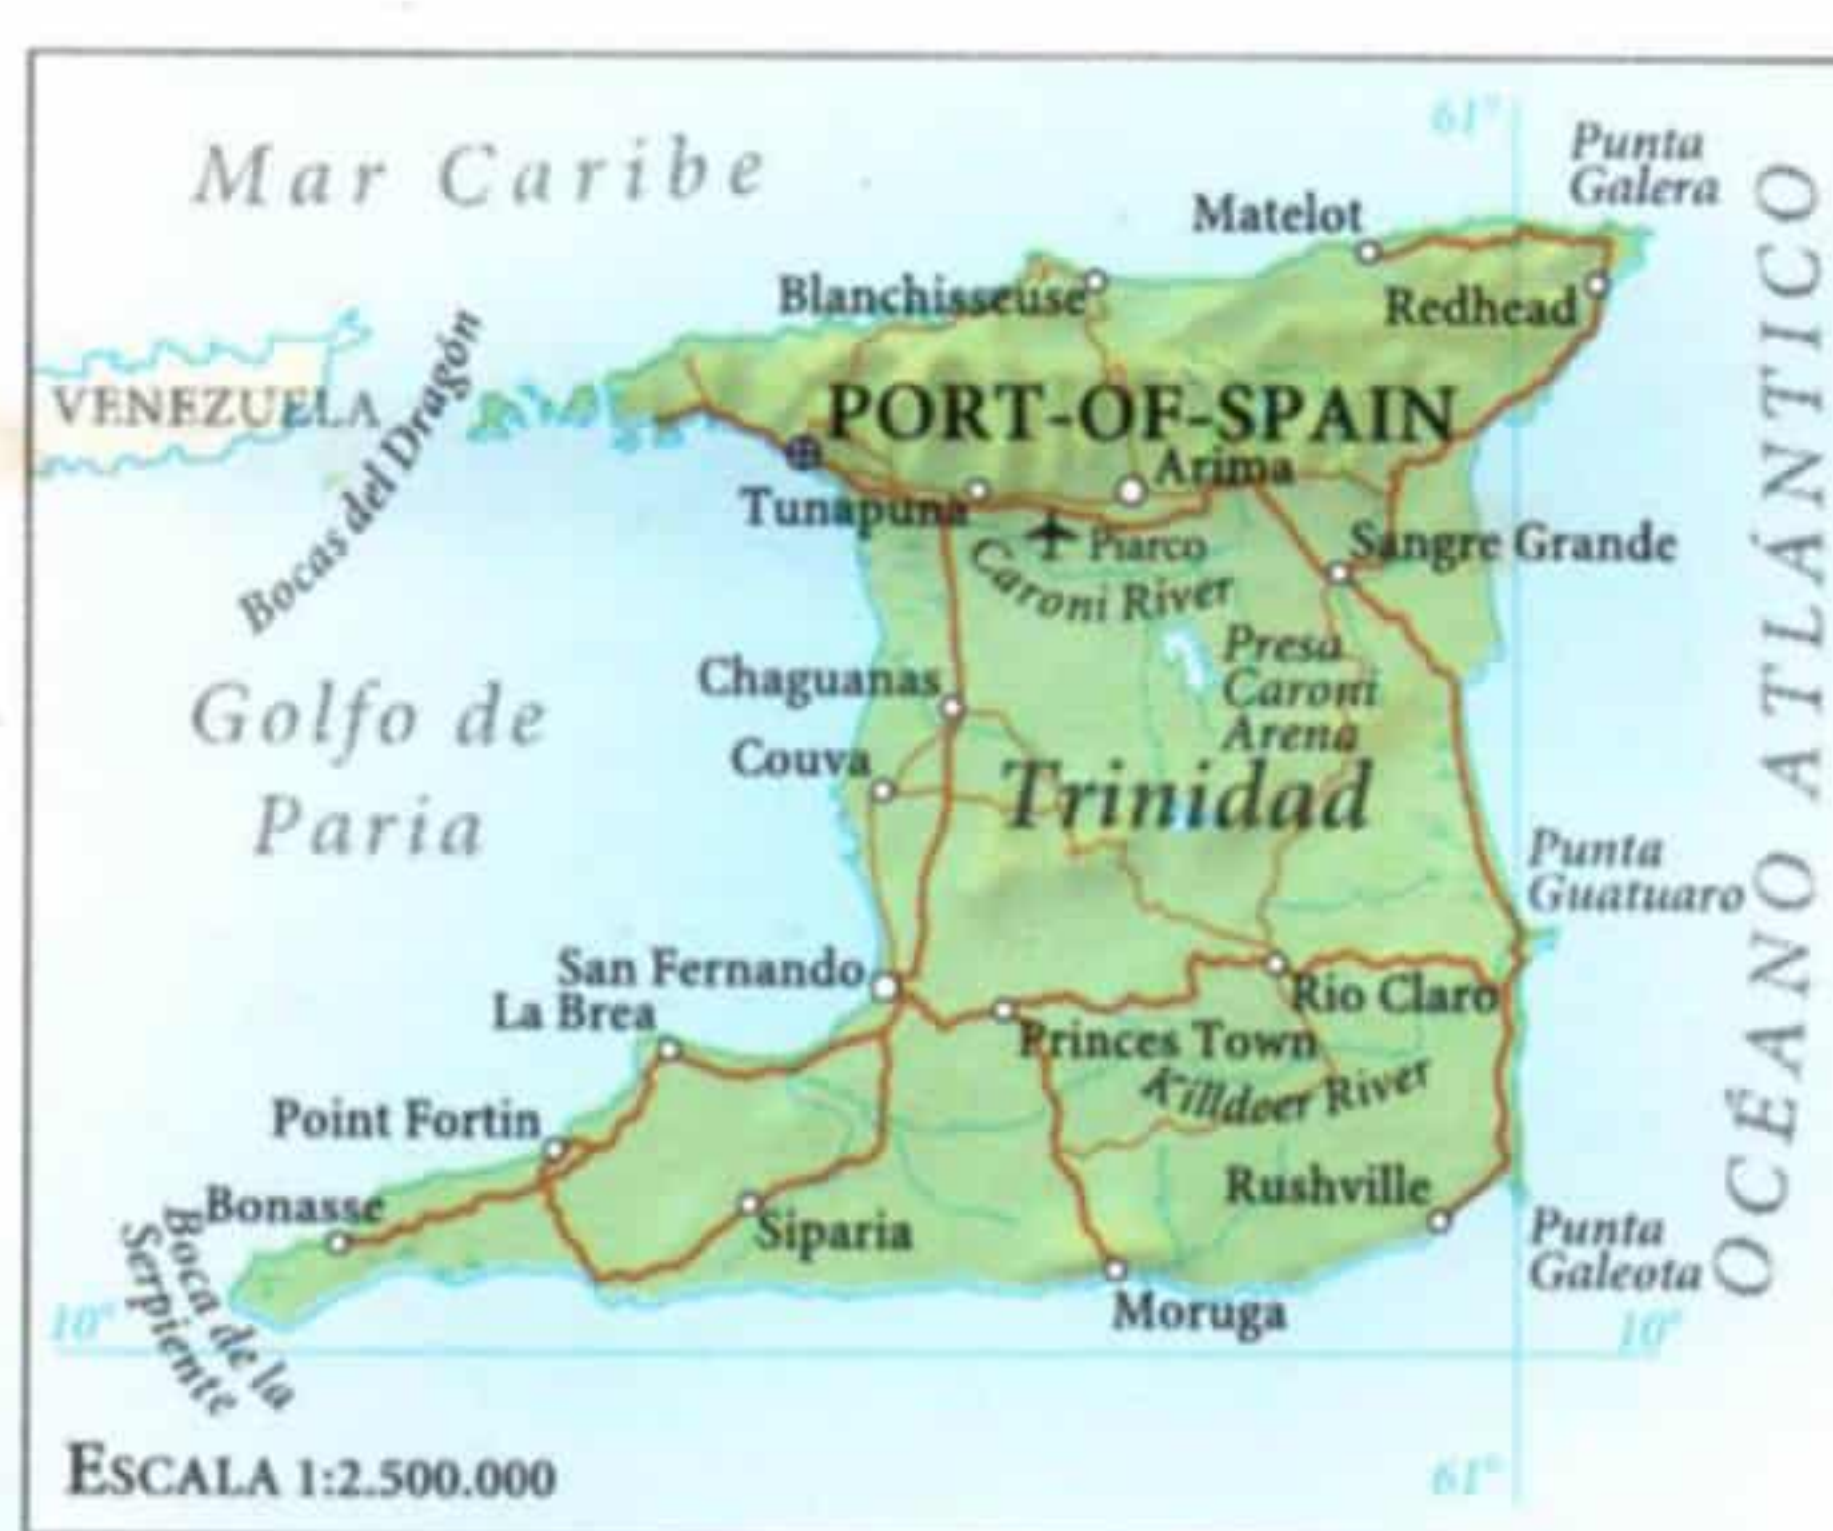 61°
Punta
Galera
Mar Caribe
Matelot
Blanchisseuse
Redhead
VENEZUELA
Bocas del Dragón
PORT-OF-SPAIN
Arima
Tunapuna
Piarco
Sangre Grande
Caroni River
OCÉANO ATLÁNTICO
Presa
Caroni
Arena
Chaguanas
Golfo de
Paria
Couva
Trinidad
Punta
Guatuaro
San Fernando
La Brea
Rio Claro
Princes Town
Killdeer River
Point Fortin
Bonasse
Rushville
Siparia
Punta
Galeota
Boca de la
Serpiente
Moruga
10°
10°
61°
ESCALA 1:2.500.000